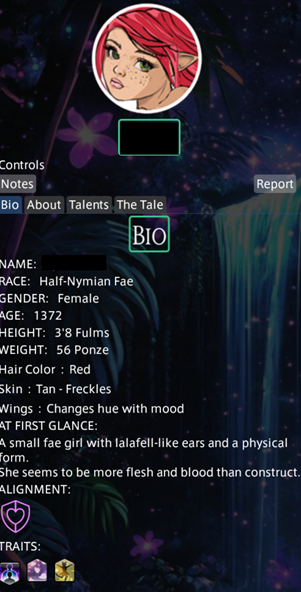 Controls
Notes Report
Bio About Talents The Tale
BIO
NAME:
RACE: Half-Nymian Fae
GENDER: Female
AGE: 1372
HEIGHT: 3'8 Fulms
WEIGHT: 56 Ponze
Hair Color : Red
Skin : Tan - Freckles
Wings : Changes hue with mood
AT FIRST GLANCE:
A small fae girl with lalafell-like ears and a physical
form.
She seems to be more flesh and blood than construct.
ALIGNMENT:
TRAITS: